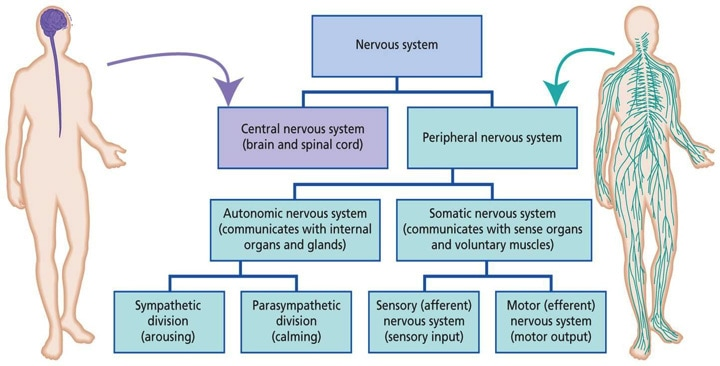 Nervous system
Central nervous system
(brain and spinal cord)
Peripheral nervous system
Autonomic nervous system
(communicates with internal
organs and glands)
Somatic nervous system
(communicates with sense organs
and voluntary muscles)
Sympathetic
division
(arousing)
Parasympathetic
division
(calming)
Sensory (afferent)
nervous system
(sensory input)
Motor (efferent)
nervous system
(motor output)